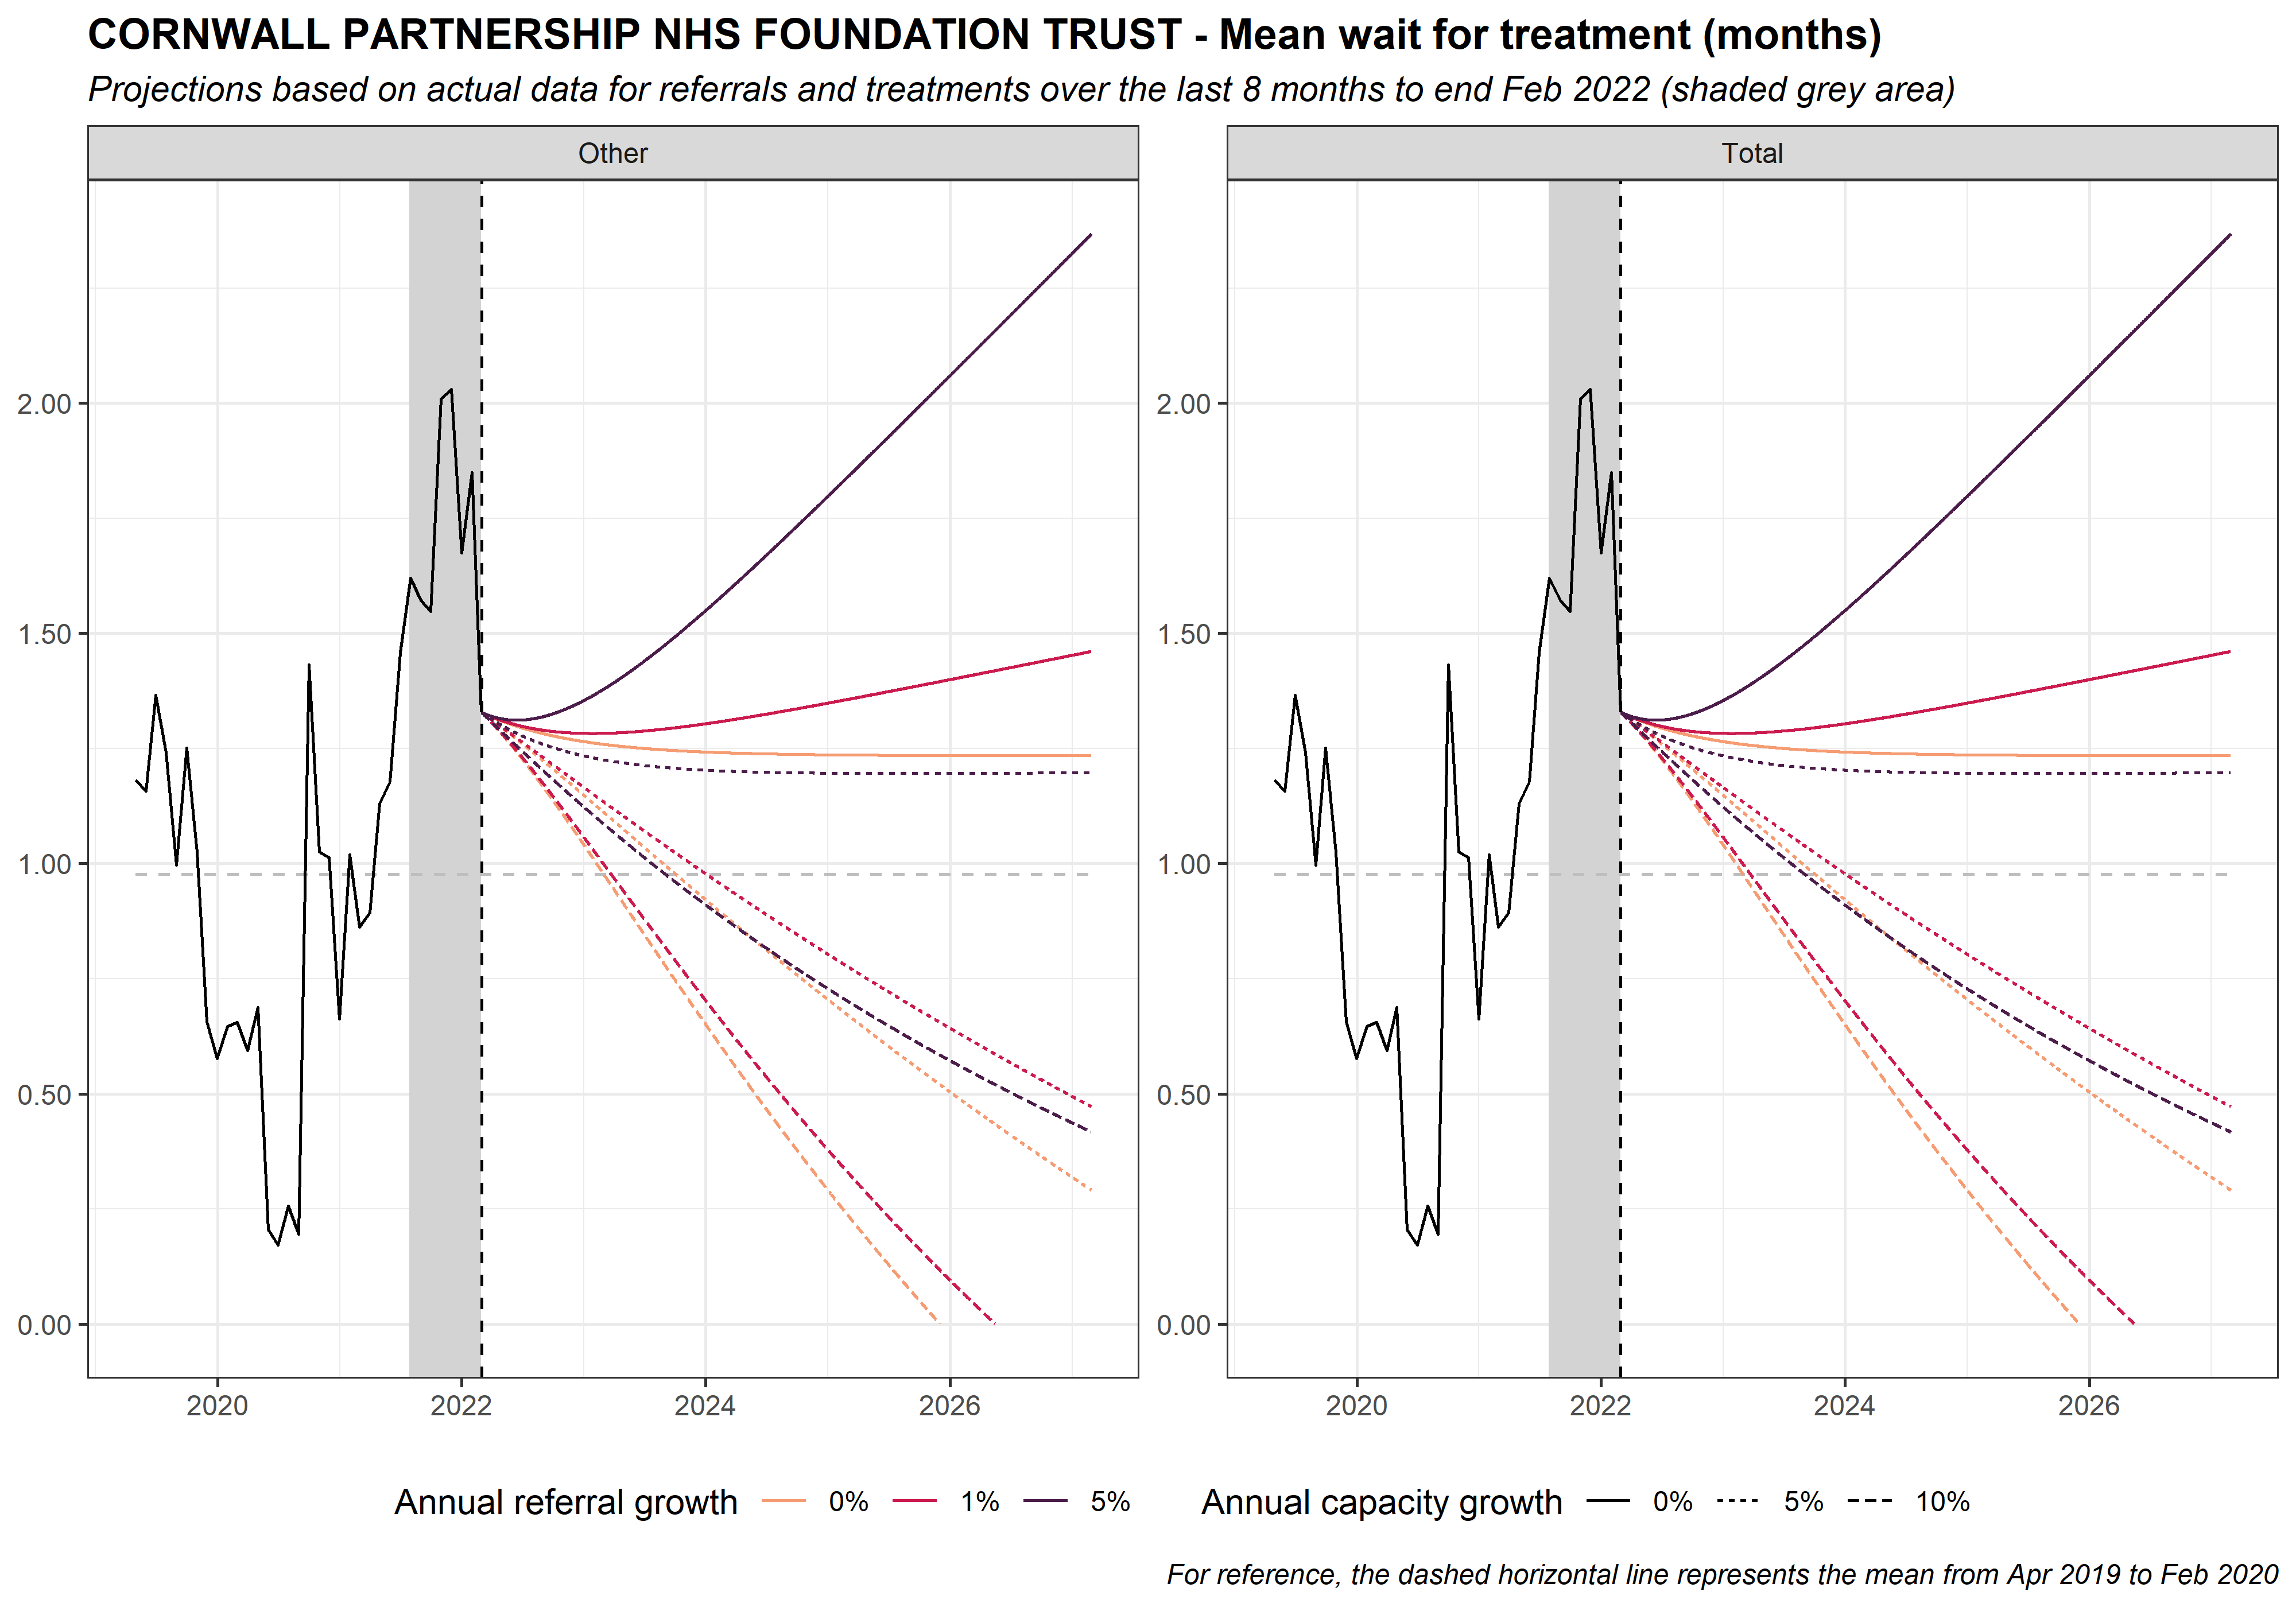 CORNWALL PARTNERSHIP NHS FOUNDATION TRUST - Mean wait for treatment (months)
Projections based on actual data for referrals and treatments over the last 8 months to end Feb 2022 (shaded grey area)
Other
Total
2.00
1.50
1.00
0.50
0.00
2.00
1.50
1.00
0.50
0.00
2020 2022 2024 2026
2020 2022 2024 2026
Annual referral growth 0% 1% 5%
Annual capacity growth 0% 5% 10%
For reference, the dashed horizontal line represents the mean from Apr 2019 to Feb 2020